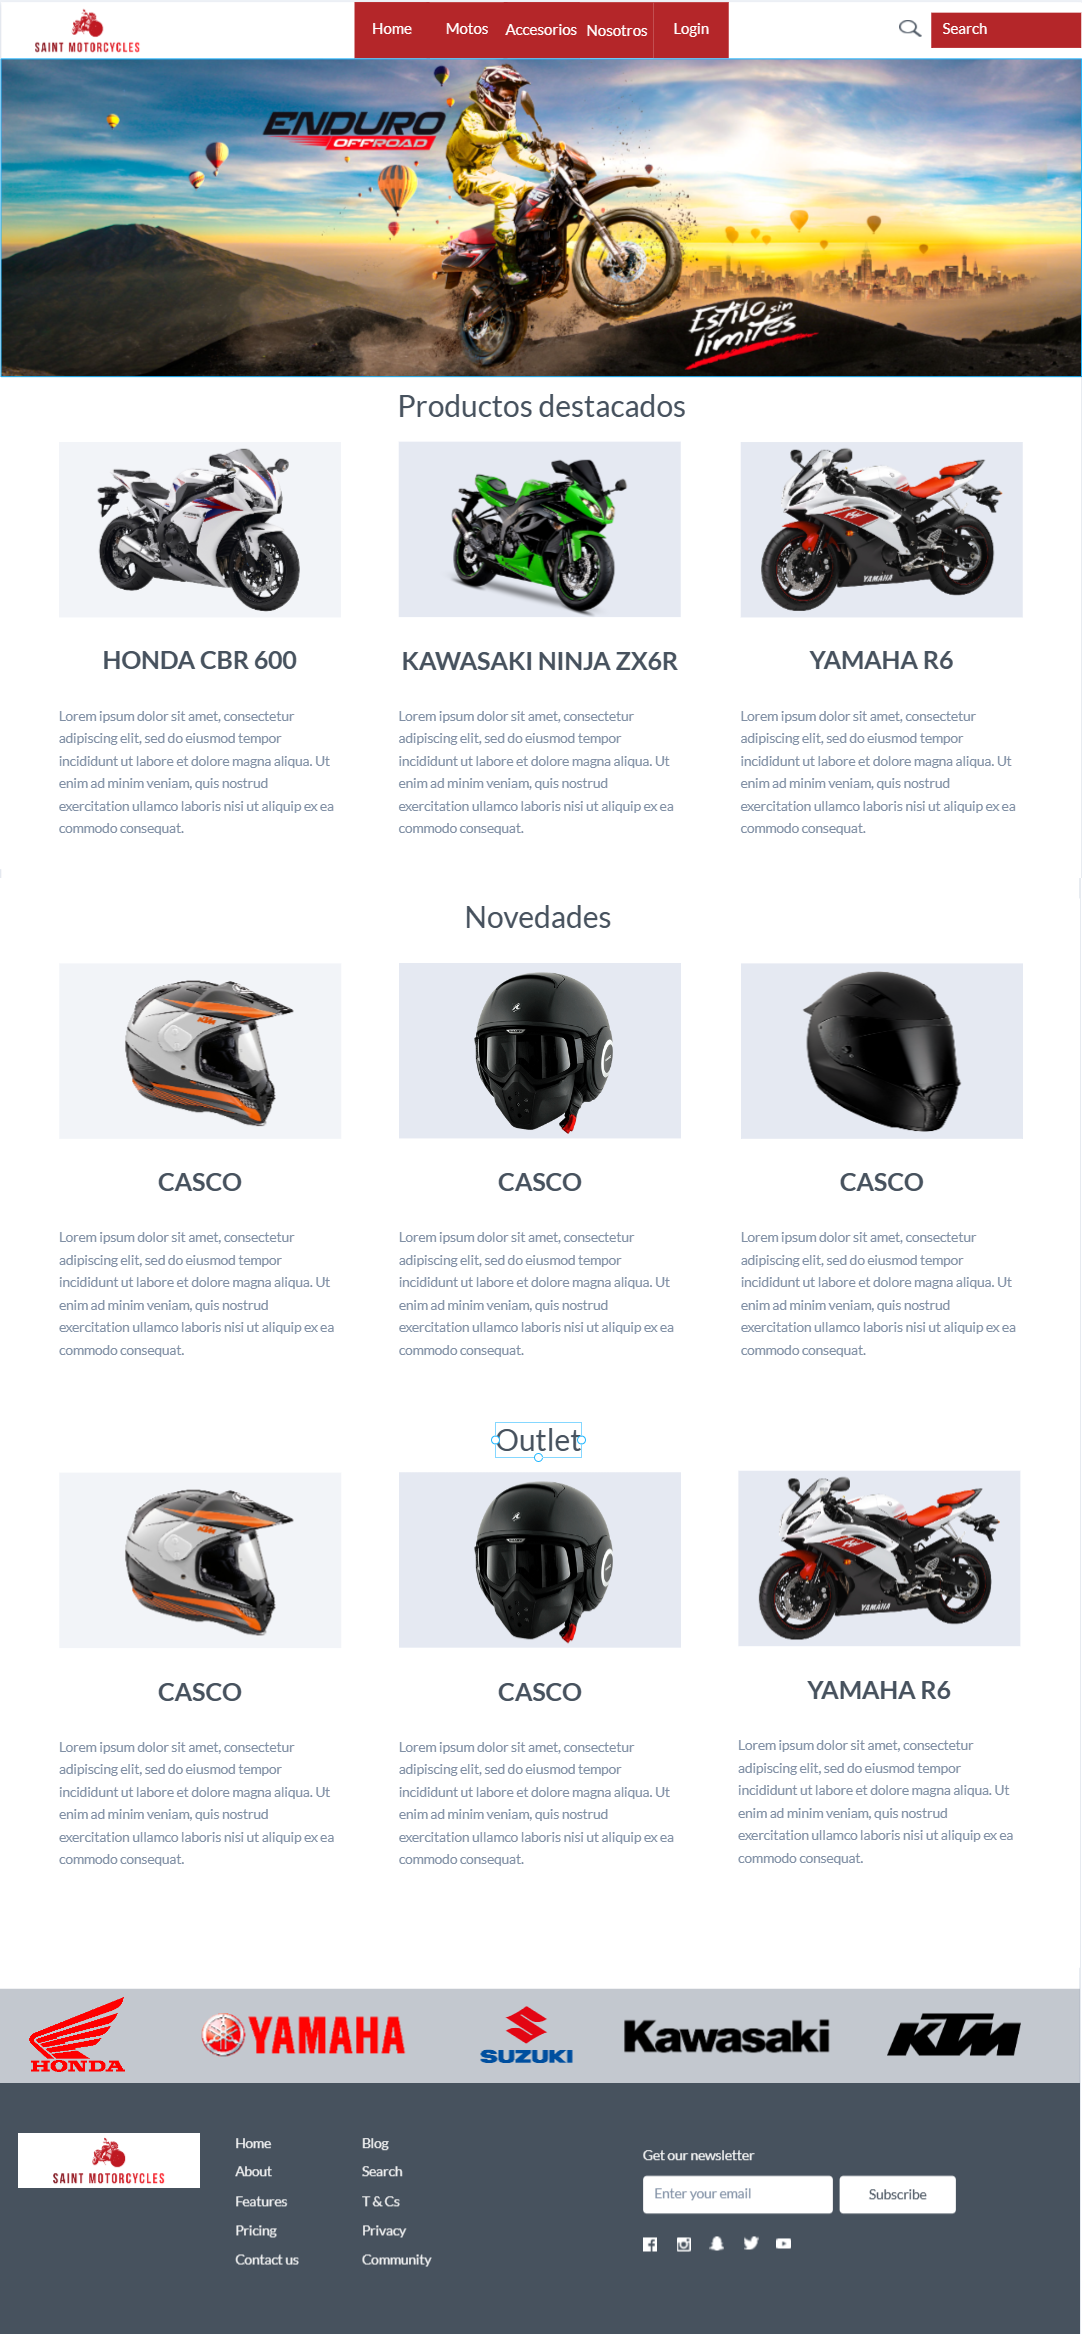 SAINT MOTORCYCLES
Home Motos Accesorios Nosotros Login
Search
ENDURO
OFFROAD
Estilo sin
límites
Productos destacados
YAMAHA
HONDA CBR 600
KAWASAKI NINJA ZX6R
YAMAHA R6
Lorem ipsum dolor sit amet, consectetur
adipiscing elit, sed do eiusmod tempor
incididunt ut labore et dolore magna aliqua. Ut
enim ad minim veniam, quis nostrud
exercitation ullamco laboris nisi ut aliquip ex ea
commodo consequat.
Lorem ipsum dolor sit amet, consectetur
adipiscing elit, sed do eiusmod tempor
incididunt ut labore et dolore magna aliqua. Ut
enim ad minim veniam, quis nostrud
exercitation ullamco laboris nisi ut aliquip ex ea
commodo consequat.
Lorem ipsum dolor sit amet, consectetur
adipiscing elit, sed do eiusmod tempor
incididunt ut labore et dolore magna aliqua. Ut
enim ad minim veniam, quis nostrud
exercitation ullamco laboris nisi ut aliquip ex ea
commodo consequat.
Novedades
KTM
CASCO
CASCO
CASCO
Lorem ipsum dolor sit amet, consectetur
adipiscing elit, sed do eiusmod tempor
incididunt ut labore et dolore magna aliqua. Ut
enim ad minim veniam, quis nostrud
exercitation ullamco laboris nisi ut aliquip ex ea
commodo consequat.
Lorem ipsum dolor sit amet, consectetur
adipiscing elit, sed do eiusmod tempor
incididunt ut labore et dolore magna aliqua. Ut
enim ad minim veniam, quis nostrud
exercitation ullamco laboris nisi ut aliquip ex ea
commodo consequat.
Lorem ipsum dolor sit amet, consectetur
adipiscing elit, sed do eiusmod tempor
incididunt ut labore et dolore magna aliqua. Ut
enim ad minim veniam, quis nostrud
exercitation ullamco laboris nisi ut aliquip ex ea
commodo consequat.
Outlet
KTM
YAMAHA
CASCO
CASCO
YAMAHA R6
Lorem ipsum dolor sit amet, consectetur
adipiscing elit, sed do eiusmod tempor
incididunt ut labore et dolore magna aliqua. Ut
enim ad minim veniam, quis nostrud
exercitation ullamco laboris nisi ut aliquip ex ea
commodo consequat.
Lorem ipsum dolor sit amet, consectetur
adipiscing elit, sed do eiusmod tempor
incididunt ut labore et dolore magna aliqua. Ut
enim ad minim veniam, quis nostrud
exercitation ullamco laboris nisi ut aliquip ex ea
commodo consequat.
Lorem ipsum dolor sit amet, consectetur
adipiscing elit, sed do eiusmod tempor
incididunt ut labore et dolore magna aliqua. Ut
enim ad minim veniam, quis nostrud
exercitation ullamco laboris nisi ut aliquip ex ea
commodo consequat.
HONDA
YAMAHA
SUZUKI
Kawasaki
KTM
SAINT MOTORCYCLES
Home
About
Features
Pricing
Contact us
Blog
Search
T & Cs
Privacy
Community
Get our newsletter
Enter your email
Subscribe